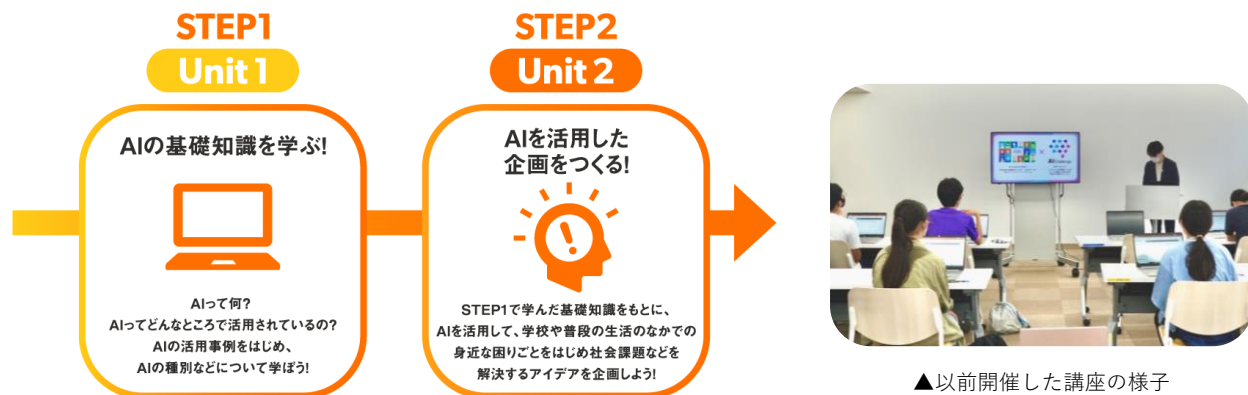 STEP1
Unit 1
AIの基礎知識を学ぶ!
AIって何?
AIってどんなところで活用されているの?
AIの活用事例をはじめ、
AIの種別などについて学ぼう!
STEP2
Unit 2
AIを活用した
企画をつくる!
STEP1で学んだ基礎知識をもとに、
AIを活用して、学校や普段の生活のなかでの
身近な困りごとをはじめ社会課題などを
解決するアイデアを企画しよう!
▲以前開催した講座の様子